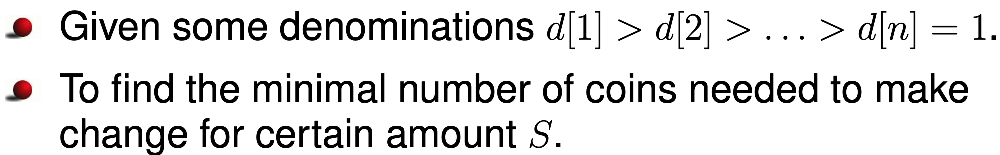 Given some denominations d[1] > d[2] > . . . > d[n] = 1.
To find the minimal number of coins needed to make
change for certain amount S.